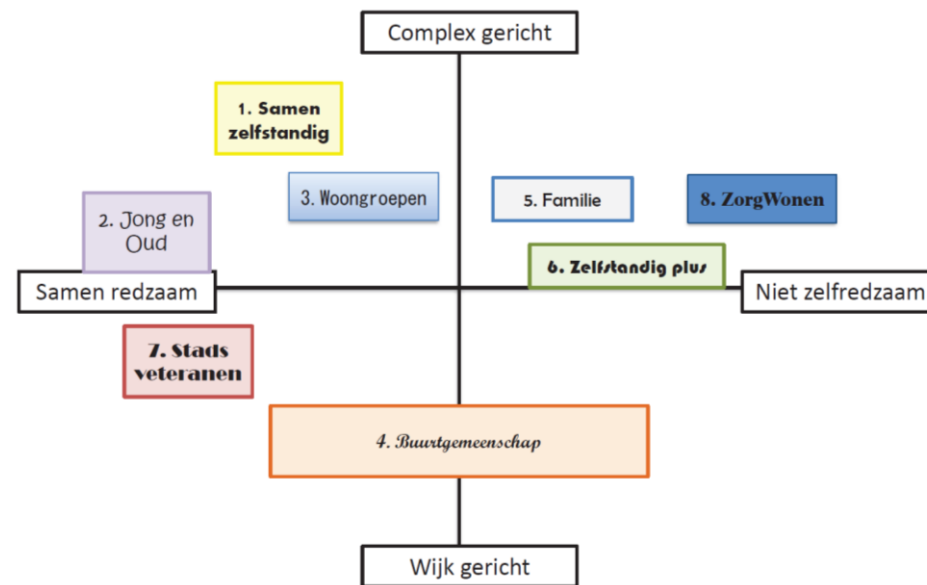 Complex gericht
1. Samen
zelfstandig
3. Woongroepen
5. Familie
8. ZorgWonen
2. Jong en
Oud
6. Zelfstandig plus
Samen redzaam
Niet zelfredzaam
7. Stads
veteranen
4. Buurtgemeenschap
Wijk gericht